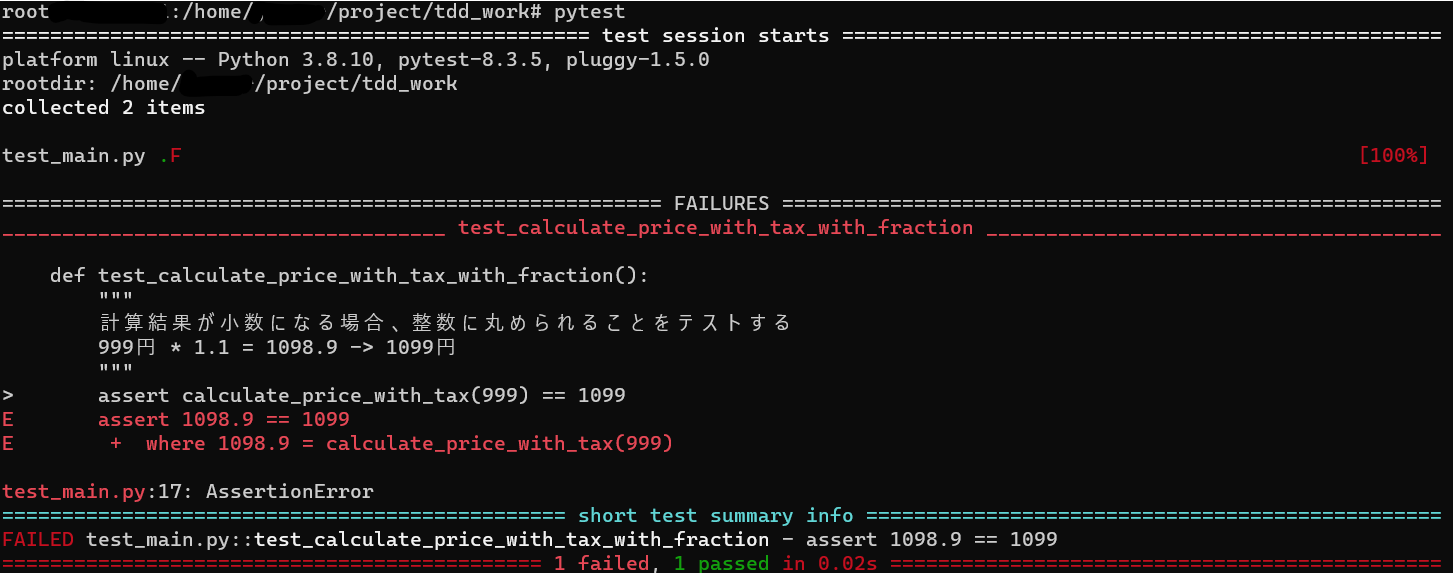 root :/home/ /project/tdd_work# pytest
================================================= test session starts ==================================================
platform linux -- Python 3.8.10, pytest-8.3.5, pluggy-1.5.0
rootdir: /home/ /project/tdd_work
collected 2 items
test_main.py .F [100%]
======================================================= FAILURES =======================================================
_____________________________________ test_calculate_price_with_tax_with_fraction ______________________________________
def test_calculate_price_with_tax_with_fraction():
"""
計算結果が小数になる場合、整数に丸められることをテストする
999円 * 1.1 = 1098.9 -> 1099円
"""
> assert calculate_price_with_tax(999) == 1099
E assert 1098.9 == 1099
E + where 1098.9 = calculate_price_with_tax(999)
test_main.py:17: AssertionError
=============================================== short test summary info ================================================
FAILED test_main.py::test_calculate_price_with_tax_with_fraction - assert 1098.9 == 1099
============================================= 1 failed, 1 passed in 0.02s ==============================================